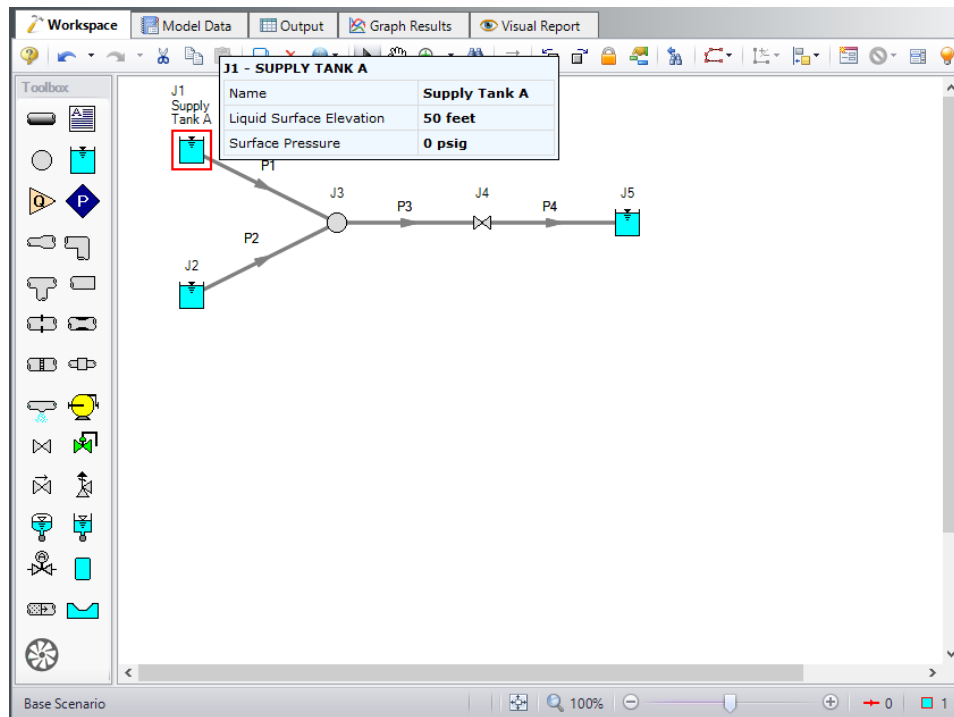 Workspace
Model Data
Output
Graph Results
Visual Report
Toolbox
J1 - SUPPLY TANK A
Name Supply Tank A
Liquid Surface Elevation 50 feet
Surface Pressure 0 psig
J1
Supply
Tank A
P1
J3
P3
J4
P4
J5
P2
J2
Q
P
A
Base Scenario
100%
0
1